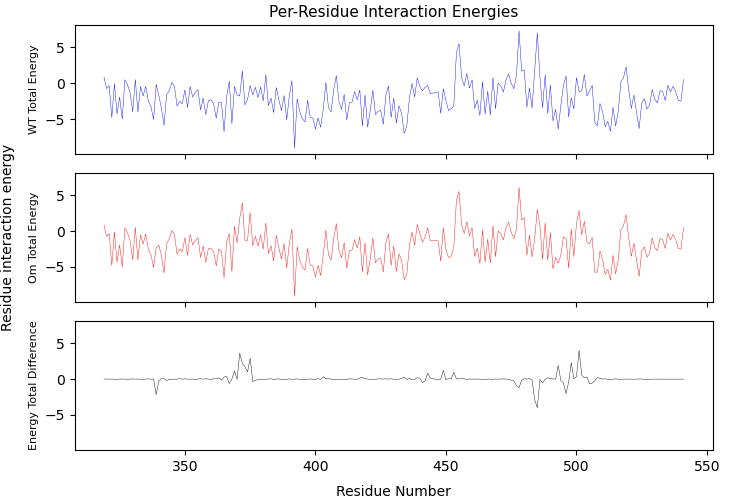 Per-Residue Interaction Energies
Residue interaction energy
WT Total Energy
5
0
−5
Om Total Energy
5
0
−5
Energy Total Difference
5
0
−5
350 400 450 500 550
Residue Number